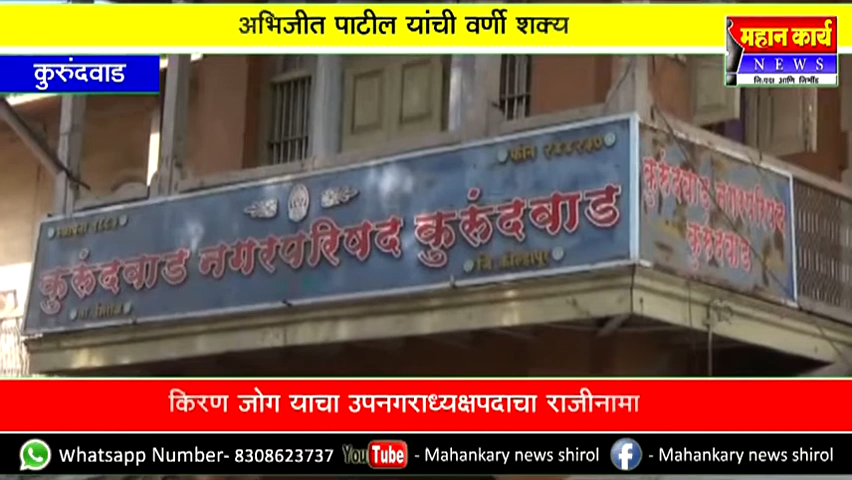 अभिजीत पाटील यांची वर्णी शक्य
महान कार्य
NEWS
कुरुंदवाड
फोन २४४२३०
कुरुंदवाड नगरपरिषद कुरुंदवाड
जि. कोल्हापूर
कुरुंदवाड नगरपरिषद
कुरुंदवाड
किरण जोग याचा उपनगराध्यक्षपदाचा राजीनामा
Whatsapp Number- 8308623737 YouTube - Mahankary news shirol - Mahankary news shirol